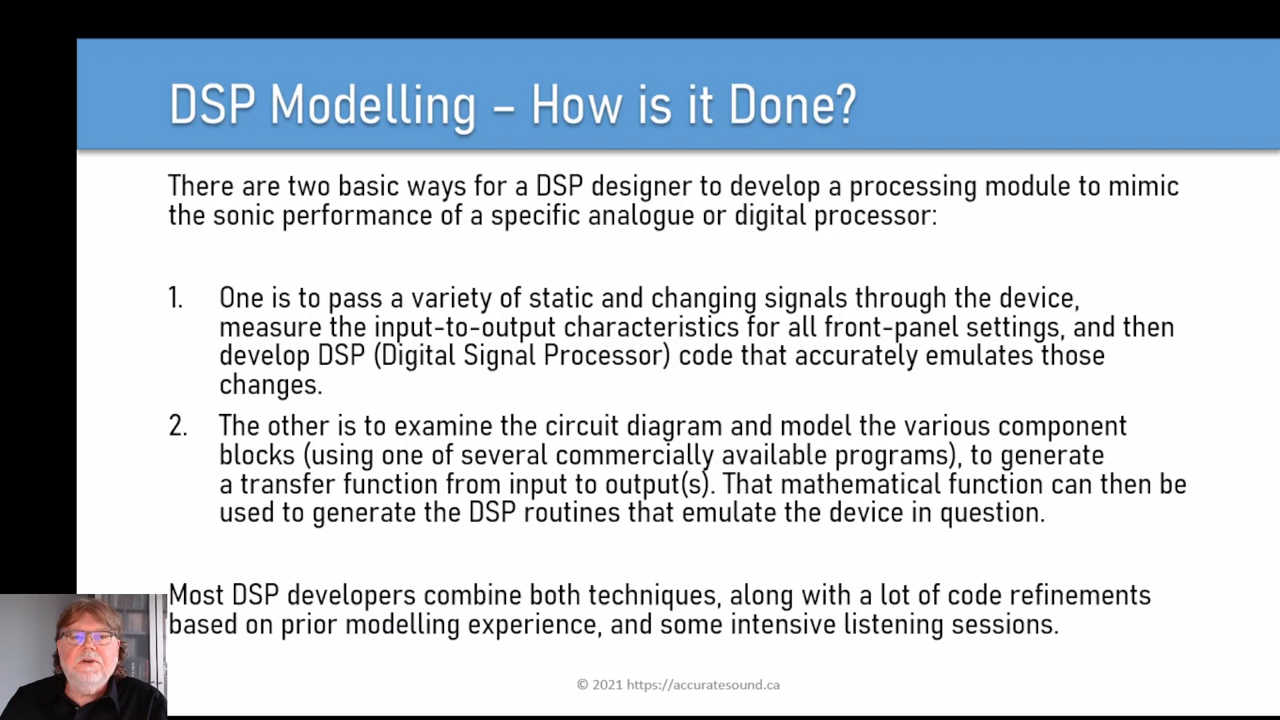 DSP Modelling – How is it Done?
There are two basic ways for a DSP designer to develop a processing module to mimic
the sonic performance of a specific analogue or digital processor:
1. One is to pass a variety of static and changing signals through the device,
measure the input-to-output characteristics for all front-panel settings, and then
develop DSP (Digital Signal Processor) code that accurately emulates those
changes.
2. The other is to examine the circuit diagram and model the various component
blocks (using one of several commercially available programs), to generate
a transfer function from input to output(s). That mathematical function can then be
used to generate the DSP routines that emulate the device in question.
Most DSP developers combine both techniques, along with a lot of code refinements
based on prior modelling experience, and some intensive listening sessions.
© 2021 https://accuratesound.ca